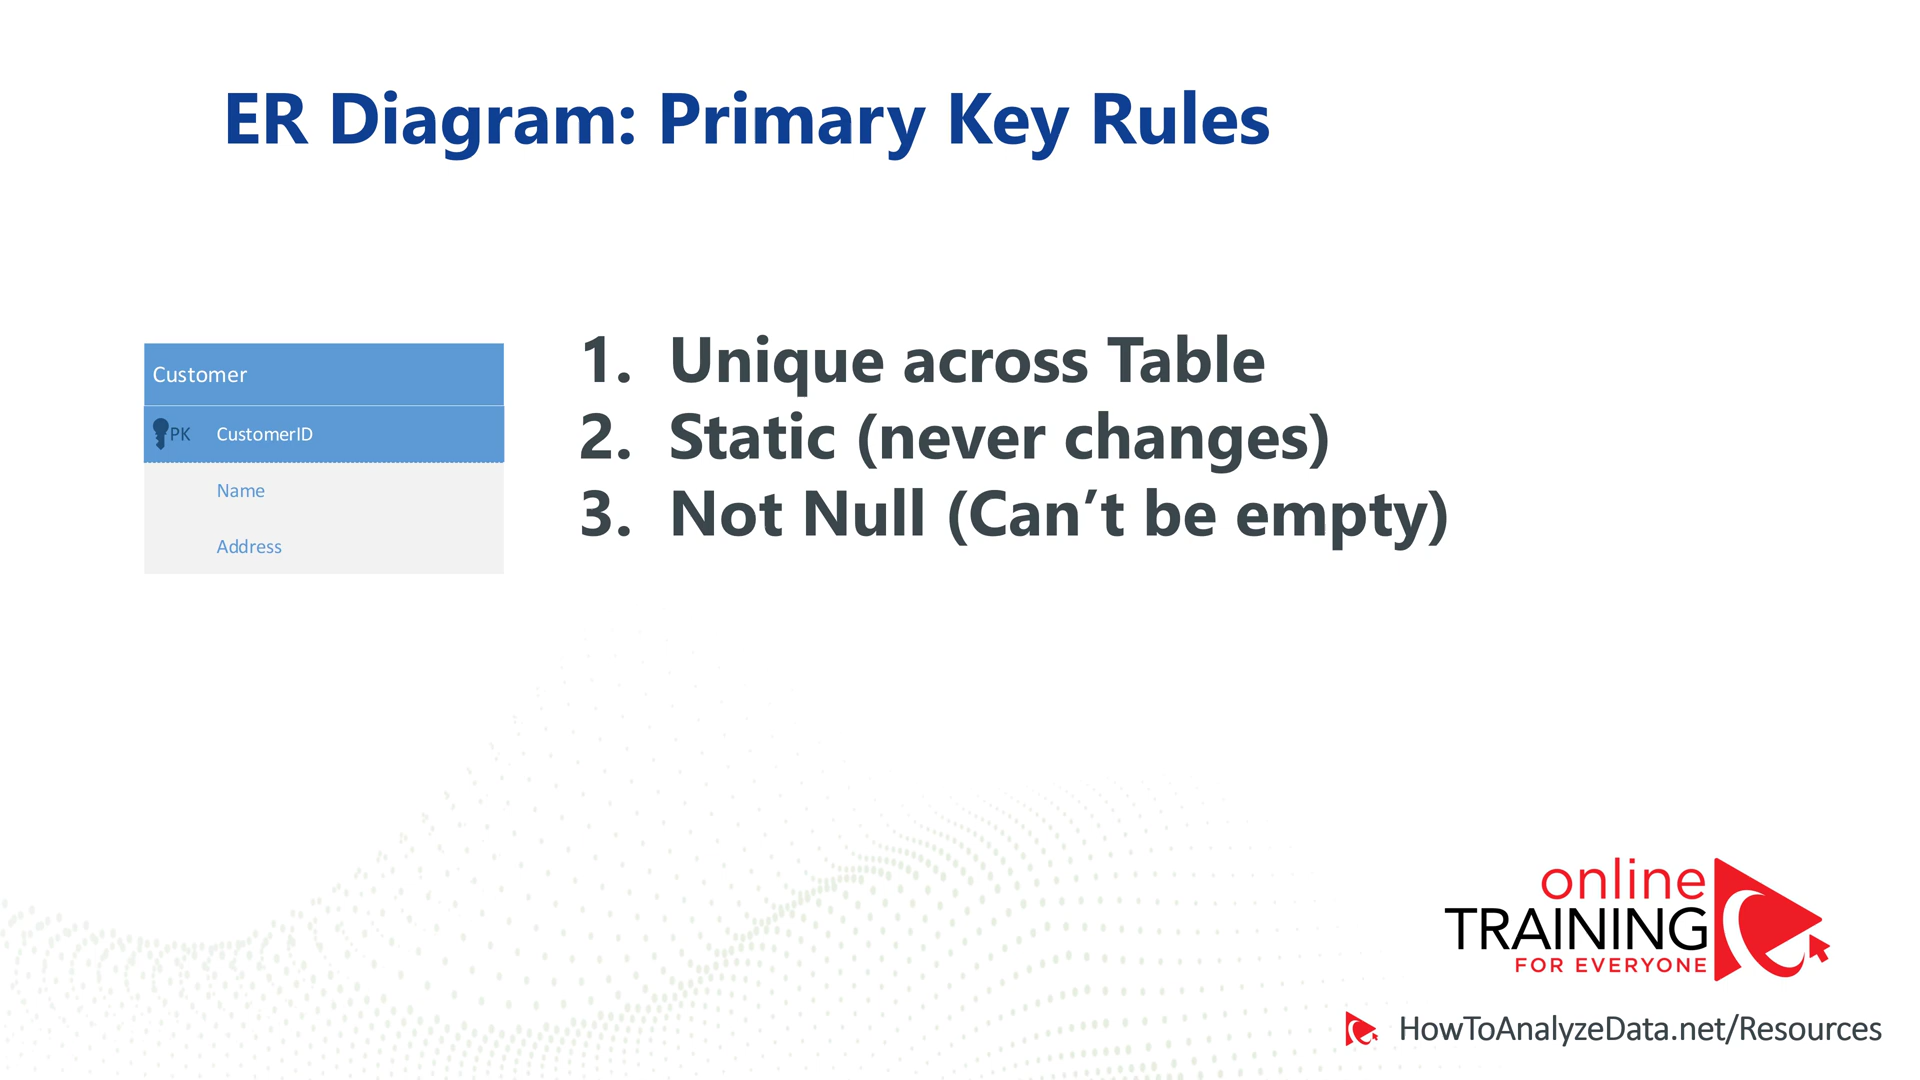 ER Diagram: Primary Key Rules
Customer
PK CustomerID
Name
Address
1. Unique across Table
2. Static (never changes)
3. Not Null (Can’t be empty)
online
TRAINING
FOR EVERYONE
HowToAnalyzeData.net/Resources